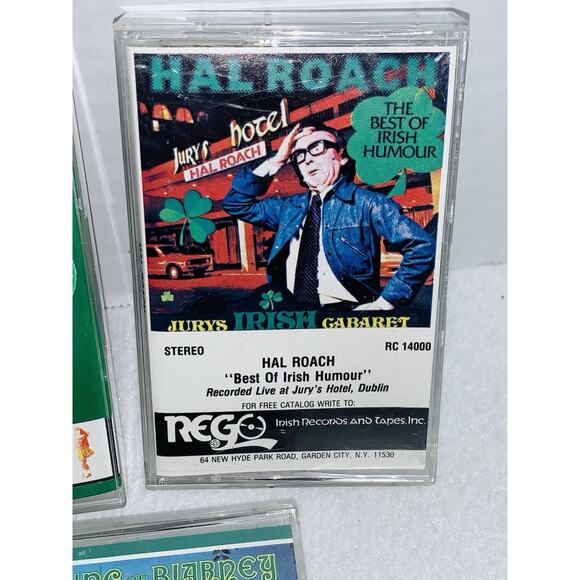 HAL ROACH
THE
BEST OF
IRISH
HUMOUR
Jury's hotel
HAL ROACH
JURYS IRISH CABARET
STEREO
RC 14000
HAL ROACH
"Best Of Irish Humour"
Recorded Live at Jury's Hotel, Dublin
FOR FREE CATALOG WRITE TO:
REGO Irish Records and Tapes, Inc.
64 NEW HYDE PARK ROAD, GARDEN CITY, N.Y. 11530
OF BLARNEY